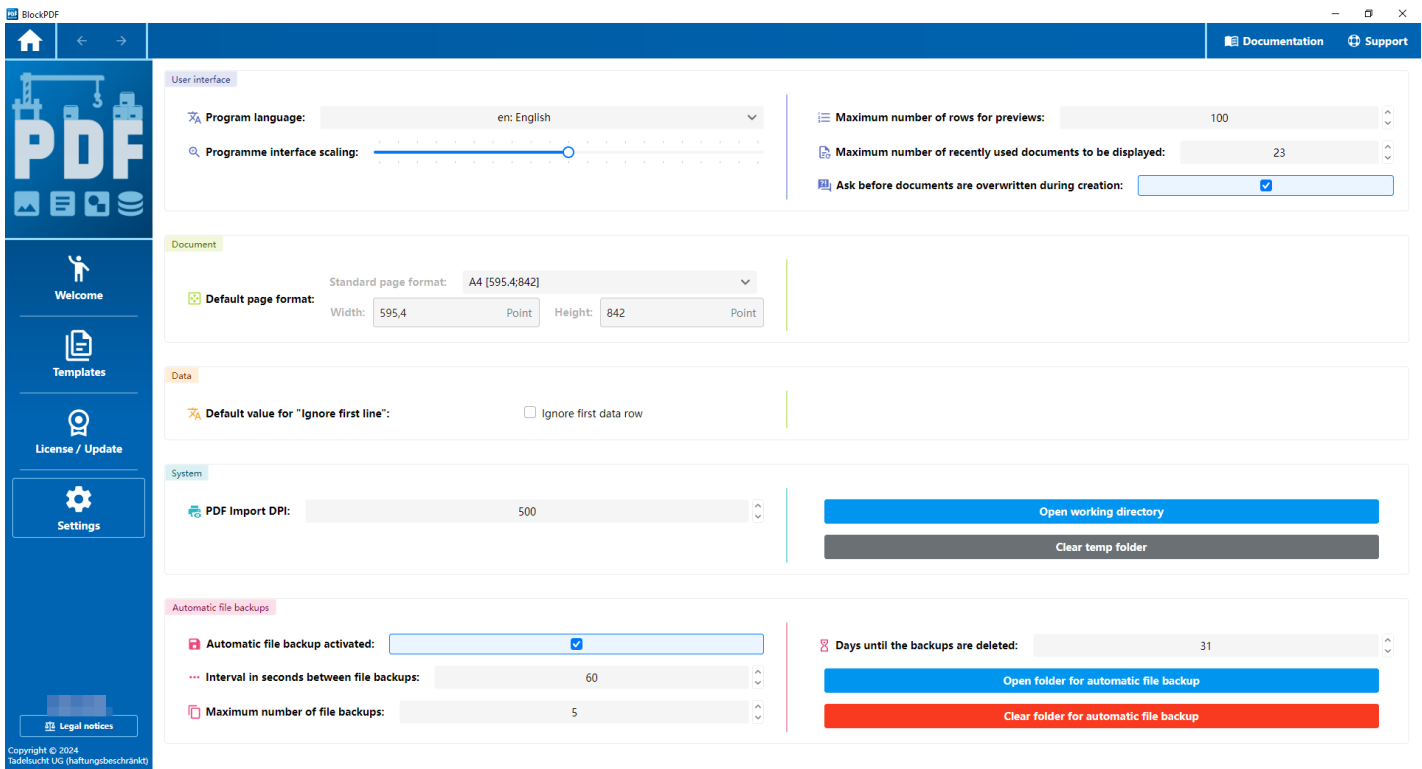 BlockPDF
Documentation
Support
PDF
User interface
Program language:
en: English
Programme interface scaling:
Maximum number of rows for previews:
100
Maximum number of recently used documents to be displayed:
23
Ask before documents are overwritten during creation:
Welcome
Templates
License / Update
Settings
Document
Default page format:
Standard page format:
A4 [595.4;842]
Width:
595,4
Point
Height:
842
Point
Data
Default value for "Ignore first line":
Ignore first data row
System
PDF Import DPI:
500
Open working directory
Clear temp folder
Automatic file backups
Automatic file backup activated:
Interval in seconds between file backups:
60
Maximum number of file backups:
5
Days until the backups are deleted:
31
Open folder for automatic file backup
Clear folder for automatic file backup
Legal notices
Copyright © 2024
Tadelsucht UG (haftungsbeschränkt)